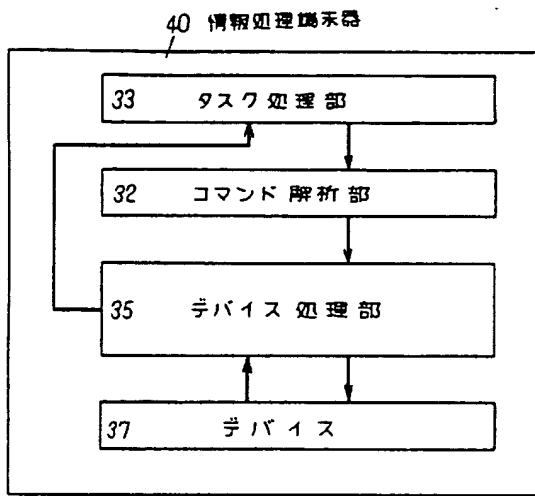 40 情報処理端末器
33 タスク処理部
32 コマンド解析部
35 デバイス処理部
37 デバイス